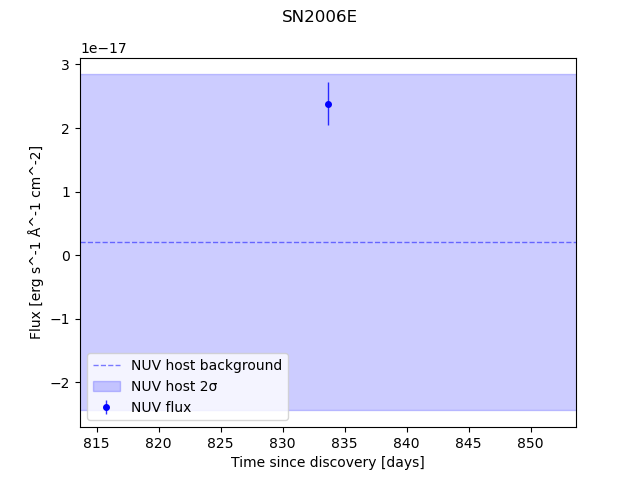 SN2006E
1e−17
3
2
1
0
−1
−2
Flux [erg s^-1 Å^-1 cm^-2]
NUV host background
NUV host 2σ
NUV flux
815 820 825 830 835 840 845 850
Time since discovery [days]